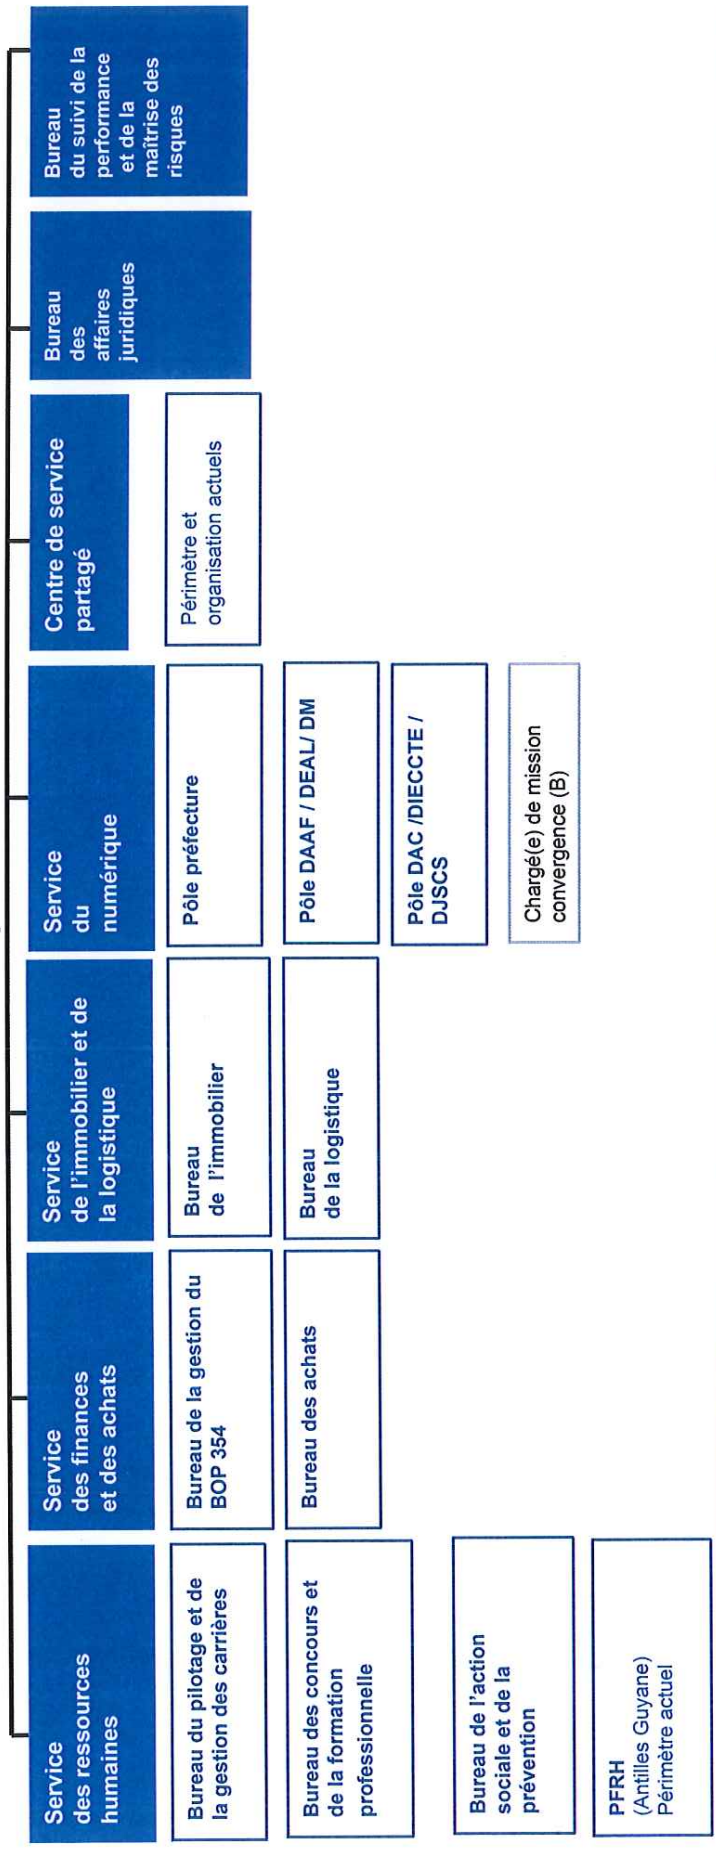 Service
des ressources
humaines
Bureau du pilotage et de
la gestion des carrières
Bureau des concours et
de la formation
professionnelle
Bureau de l'action
sociale et de la
prévention
PFRH
(Antilles Guyane)
Périmètre actuel
Service
des finances
et des achats
Bureau de la gestion du
BOP 354
Bureau des achats
Service
de l'immobilier et de
la logistique
Bureau
de l'immobilier
Bureau
de la logistique
Service
du
numérique
Pôle préfecture
Pôle DAAF / DEAL/ DM
Pôle DAC /DIECCTE /
DJSCS
Chargé(e) de mission
convergence (B)
Centre de service
partagé
Périmètre et
organisation actuels
Bureau
des
affaires
juridiques
Bureau
du suivi de la
performance
et de la
maîtrise des
risques